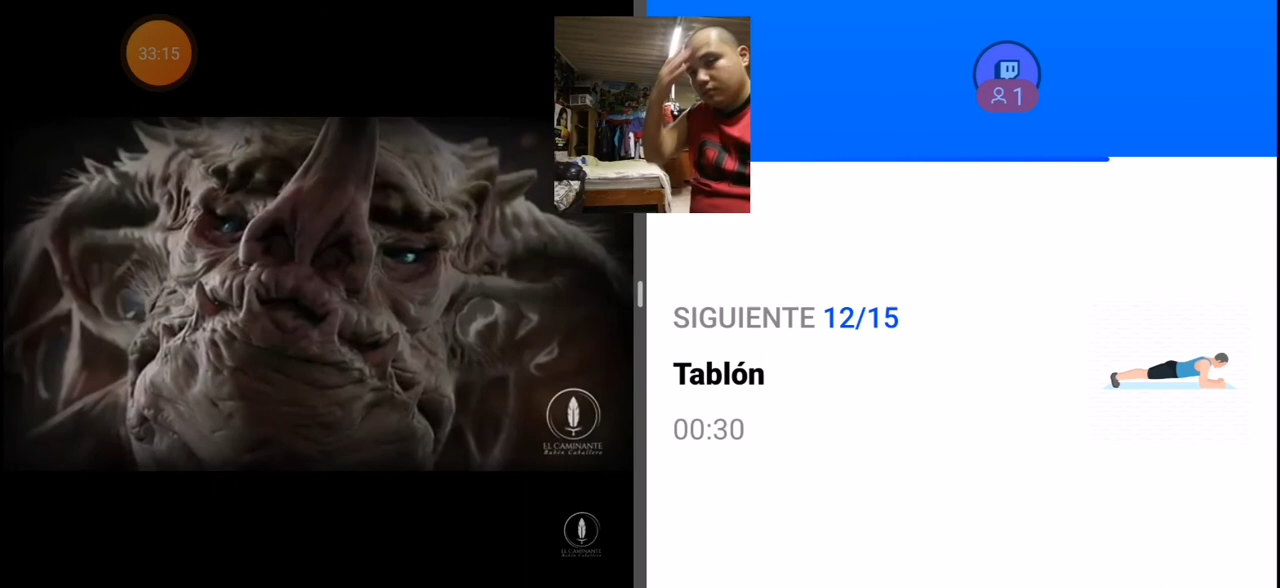 33:15
1
SIGUIENTE 12/15
Tablón
00:30
EL CAMINANTE
Rubén Caballero
EL CAMINANTE